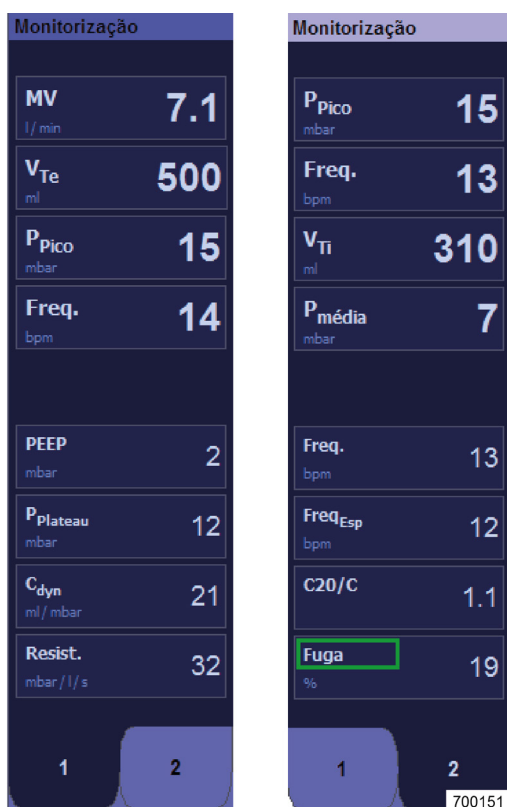 Monitorização
MV 7.1
l / min
VTe 500
ml
PPico 15
mbar
Freq. 14
bpm
PEEP 2
mbar
PPlateau 12
mbar
Cdyn 21
ml / mbar
Resist. 32
mbar / l / s
1 2
Monitorização
PPico 15
mbar
Freq. 13
bpm
VTi 310
ml
Pmédia 7
mbar
Freq. 13
bpm
FreqEsp 12
bpm
C20/C 1.1
Fuga 19
%
1 2
700151